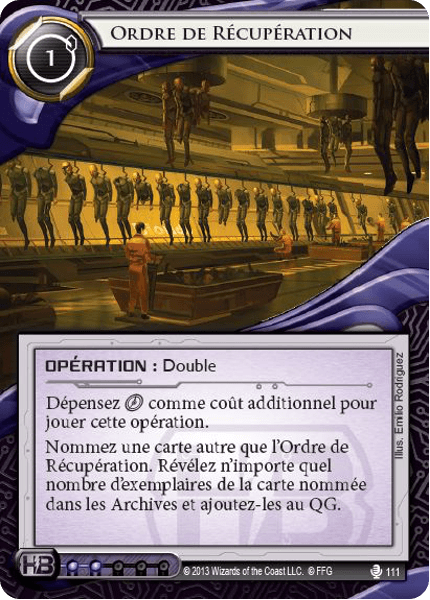 Ordre de Récupération
1
OPÉRATION : Double
Dépensez comme coût additionnel pour
jouer cette opération.
Nommez une carte autre que l'Ordre de
Récupération. Révélez n'importe quel
nombre d'exemplaires de la carte nommée
dans les Archives et ajoutez-les au QG.
Illus. Emilio Rodriguez
HB
© 2013 Wizards of the Coast LLC. © FFG
111